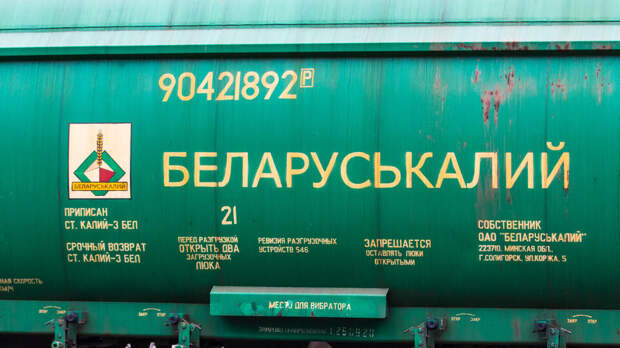 90421892 Р
БЕЛАРУСЬКАЛИЙ
БЕЛАРУСЬКАЛИЙ
ПРИПИСАН
СТ. КАЛИЙ-3 БЕЛ
СРОЧНЫЙ ВОЗВРАТ
СТ. КАЛИЙ-3 БЕЛ
21
ПЕРЕД РАЗГРУЗКОЙ
ОТКРЫТЬ ДВА
ЗАГРУЗОЧНЫХ
ЛЮКА
РЕВИЗИЯ РАЗГРУЗОЧНЫХ
УСТРОЙСТВ 546
ЗАПРЕЩАЕТСЯ
ОСТАВЛЯТЬ ЛЮКИ
ОТКРЫТЫМИ
СОБСТВЕННИК
ОАО "БЕЛАРУСЬКАЛИЙ"
223710, МИНСКАЯ ОБЛ.
Г.СОЛИГОРСК, УЛ.КОРЖА, 5
СКОРОСТЬ
МЕСТО ДЛЯ ВИБРАТОРА